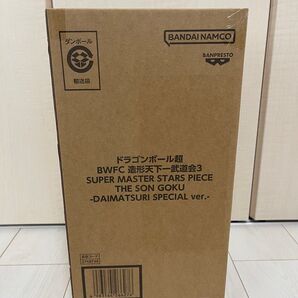 ダンボール
輸送箱
BANDAI NAMCO
BANPRESTO
ドラゴンボール超
BWFC 造形天下一武道会3
SUPER MASTER STARS PIECE
THE SON GOKU
-DAIMATSURI SPECIAL ver.-